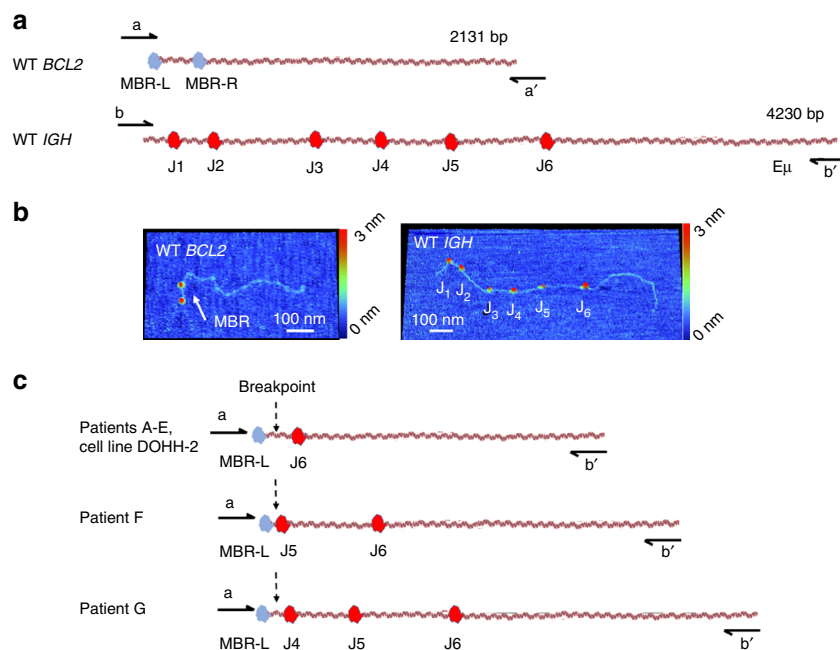 a
a
2131 bp
WT BCL2
MBR-L MBR-R
a′
b
4230 bp
WT IGH
J1 J2 J3 J4 J5 J6 Eμ b′
b
WT BCL2
MBR
100 nm
3 nm
0 nm
WT IGH
J1 J2 J3 J4 J5 J6
100 nm
3 nm
0 nm
c
Breakpoint
Patients A-E,
cell line DOHH-2
a
MBR-L J6 b′
Patient F
a
MBR-L J5 J6 b′
Patient G
a
MBR-L J4 J5 J6 b′